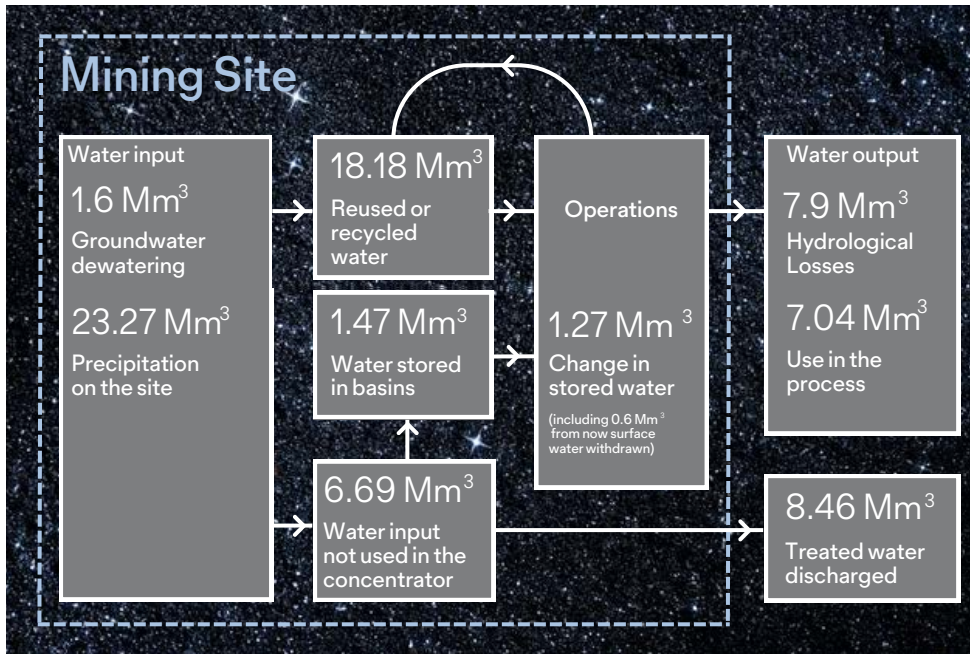 Mining Site
Water input
1.6 Mm³
Groundwater
dewatering
23.27 Mm³
Precipitation
on the site
18.18 Mm³
Reused or
recycled
water
1.47 Mm³
Water stored
in basins
6.69 Mm³
Water input
not used in the
concentrator
Operations
1.27 Mm ³
Change in
stored water
(including 0.6 Mm³
from now surface
water withdrawn)
Water output
7.9 Mm³
Hydrological
Losses
7.04 Mm³
Use in the
process
8.46 Mm³
Treated water
discharged